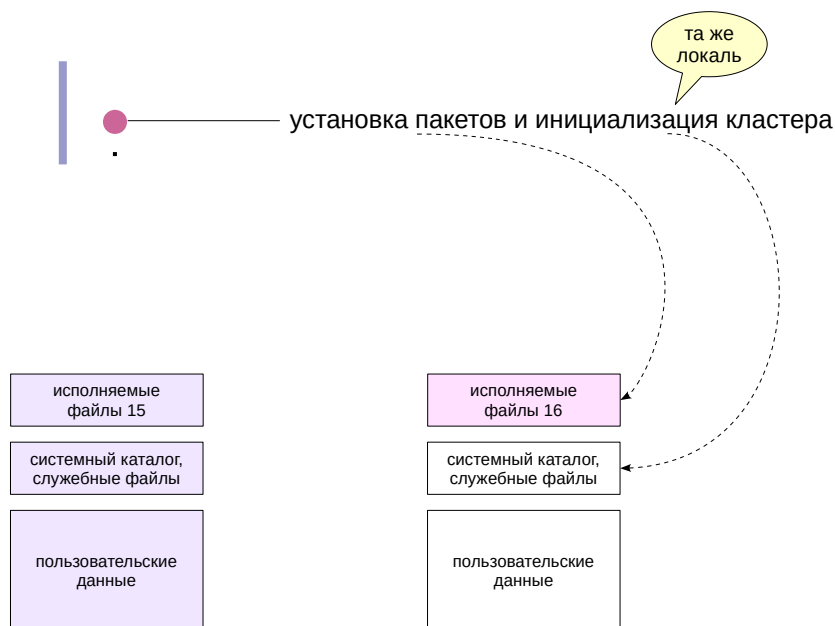 та же
локаль
установка пакетов и инициализация кластера
исполняемые
файлы 15
исполняемые
файлы 16
системный каталог,
служебные файлы
системный каталог,
служебные файлы
пользовательские
данные
пользовательские
данные